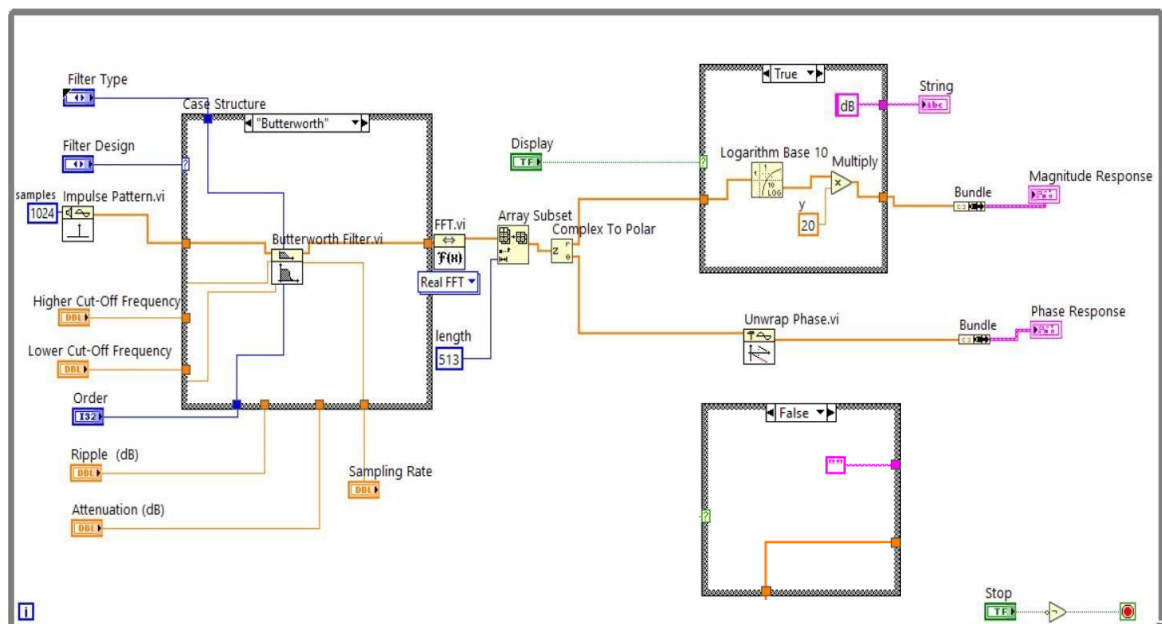 Filter Type
Case Structure
"Butterworth"
Filter Design
samples
Impulse Pattern.vi
1024
Butterworth Filter.vi
FFT.vi
F(x)
Real FFT
Array Subset
Complex To Polar
z
r
θ
length
513
Higher Cut-Off Frequency
DBL
Lower Cut-Off Frequency
DBL
Order
I32
Ripple (dB)
DBL
Attenuation (dB)
DBL
Sampling Rate
DBL
Display
TF
?
?
True
dB
String
abc
Logarithm Base 10
LOG
Multiply
x
y
20
Bundle
Magnitude Response
Unwrap Phase.vi
Bundle
Phase Response
False
""
?
Stop
TF
i